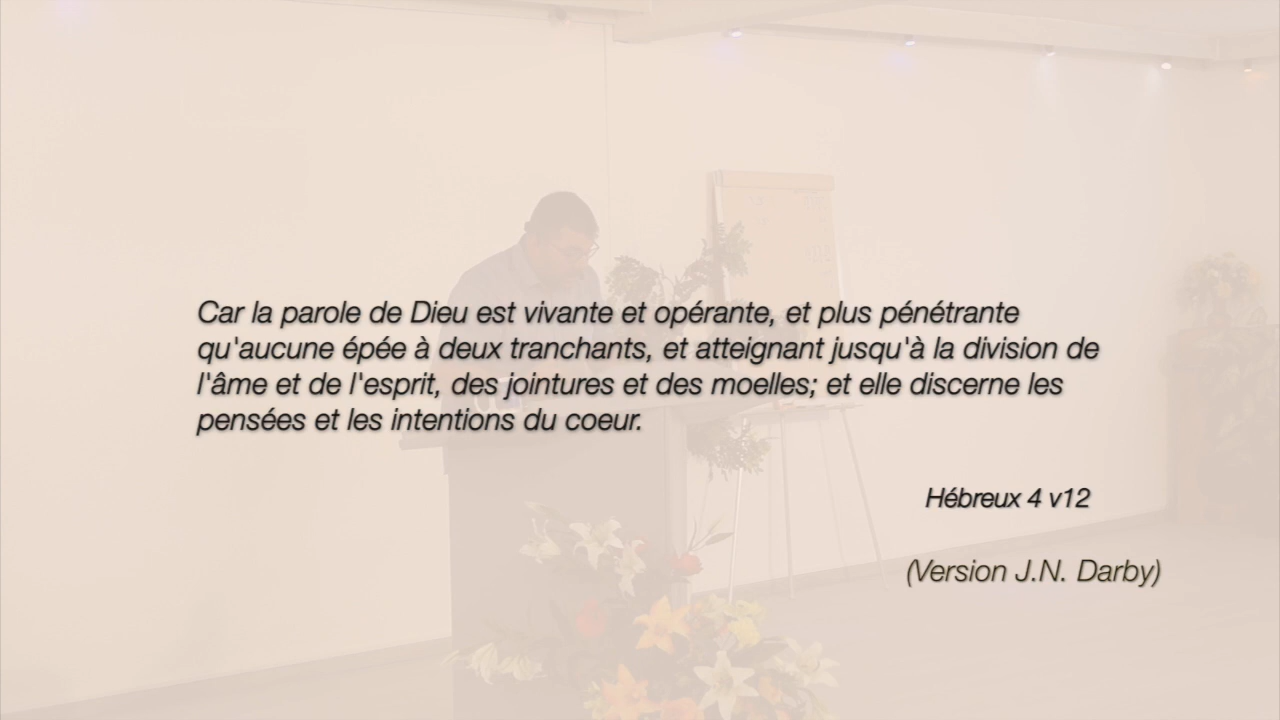 Car la parole de Dieu est vivante et opérante, et plus pénétrante
qu'aucune épée à deux tranchants, et atteignant jusqu'à la division de
l'âme et de l'esprit, des jointures et des moelles; et elle discerne les
pensées et les intentions du coeur.
Hébreux 4 v12
(Version J.N. Darby)